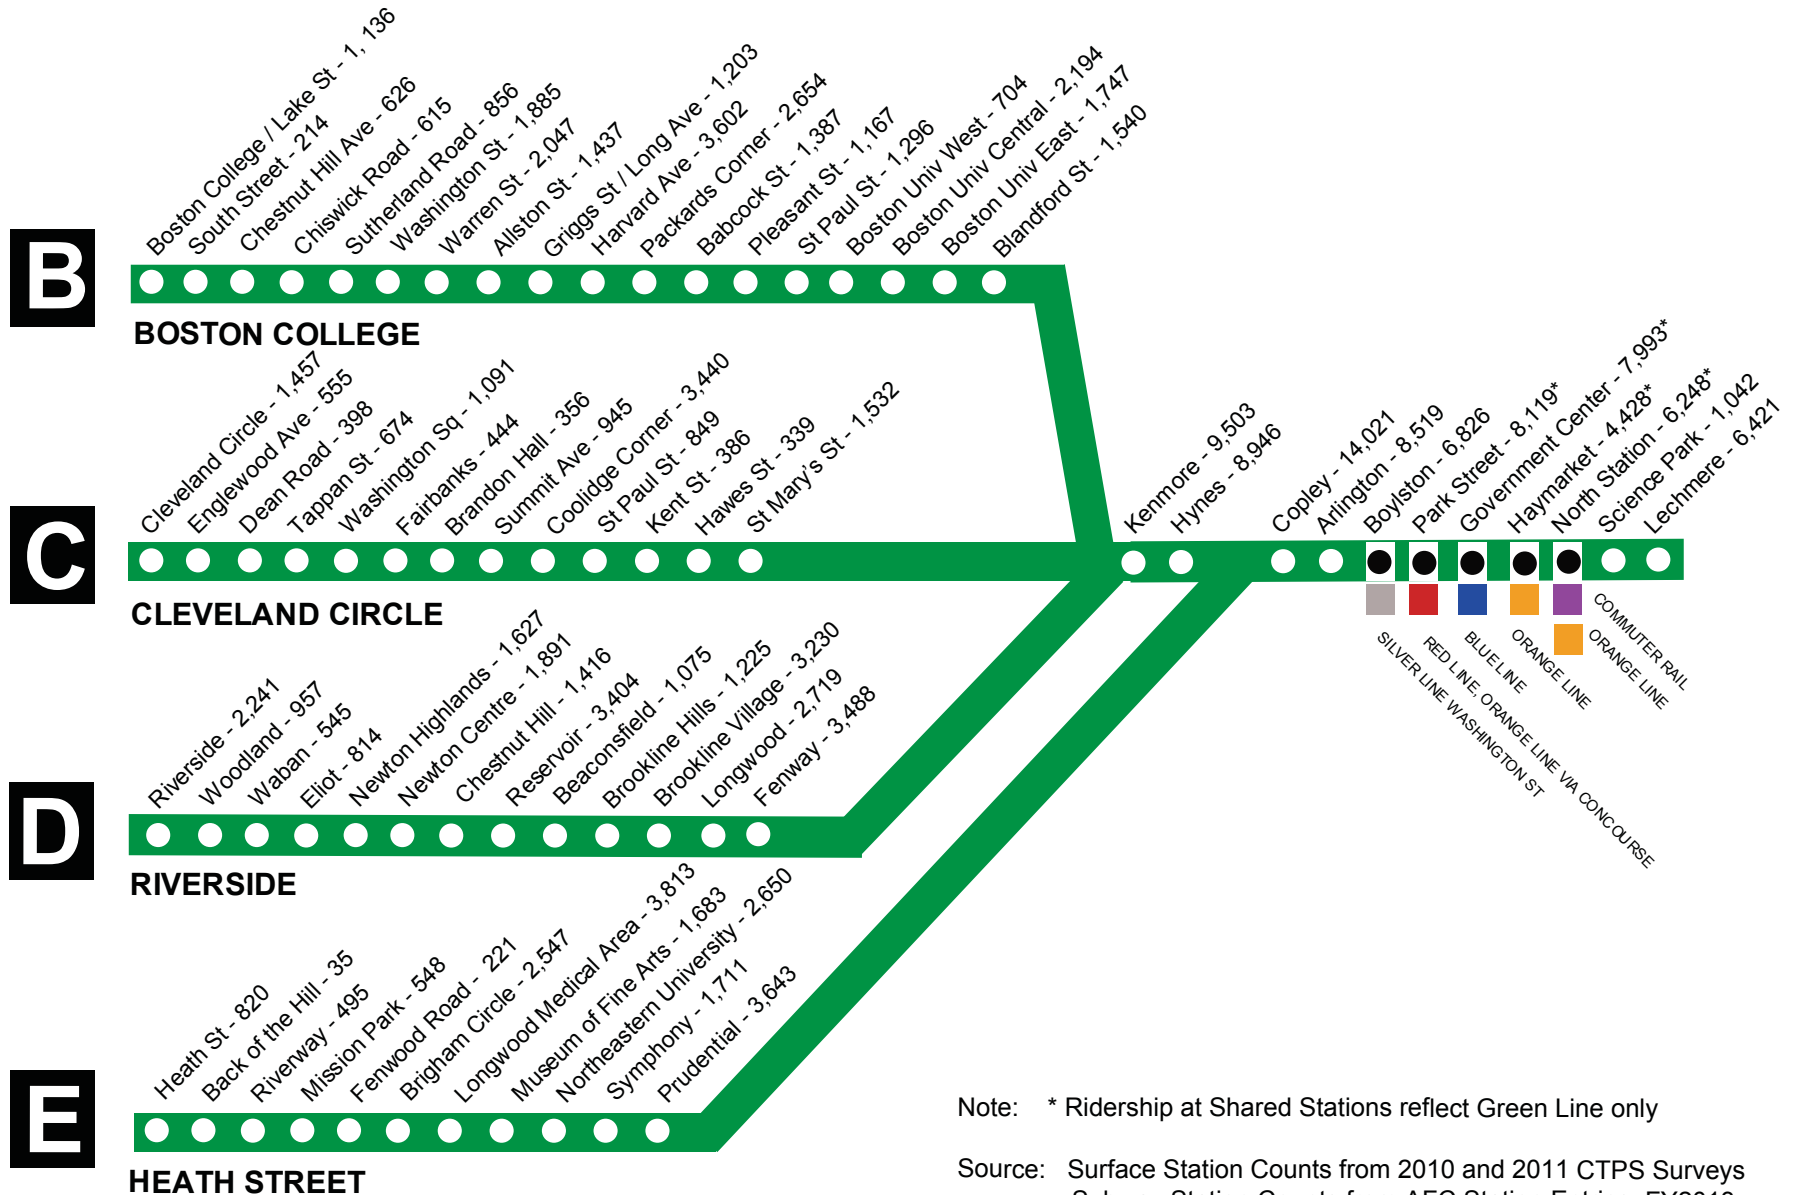 B
Boston College / Lake St - 1, 136
South Street - 214
Chestnut Hill Ave - 626
Chiswick Road - 615
Sutherland Road - 856
Washington St - 1,885
Warren St - 2,047
Allston St - 1,437
Griggs St / Long Ave - 1,203
Harvard Ave - 3,602
Packards Corner - 2,654
Babcock St - 1,387
Pleasant St - 1,167
St Paul St - 1,296
Boston Univ West - 704
Boston Univ Central - 2,194
Boston Univ East - 1,747
Blandford St - 1,540
BOSTON COLLEGE
C
Cleveland Circle - 1,457
Englewood Ave - 555
Dean Road - 398
Tappan St - 674
Washington Sq - 1,091
Fairbanks - 444
Brandon Hall - 356
Summit Ave - 945
Coolidge Corner - 3,440
St Paul St - 849
Kent St - 386
Hawes St - 339
St Mary's St - 1,532
Kenmore - 9,503
Hynes - 8,946
Copley - 14,021
Arlington - 8,519
Boylston - 6,826
Park Street - 8,119*
Government Center - 7,993*
Haymarket - 4,428*
North Station - 6,248*
Science Park - 1,042
Lechmere - 6,421
CLEVELAND CIRCLE
SILVER LINE WASHINGTON ST
RED LINE, ORANGE LINE VIA CONCOURSE
BLUE LINE
ORANGE LINE
COMMUTER RAIL
ORANGE LINE
D
Riverside - 2,241
Woodland - 957
Waban - 545
Eliot - 814
Newton Highlands - 1,627
Newton Centre - 1,891
Chestnut Hill - 1,416
Reservoir - 3,404
Beaconsfield - 1,075
Brookline Hills - 1,225
Brookline Village - 3,230
Longwood - 2,719
Fenway - 3,488
RIVERSIDE
E
Heath St - 820
Back of the Hill - 35
Riverway - 495
Mission Park - 548
Fenwood Road - 221
Brigham Circle - 2,547
Longwood Medical Area - 3,813
Museum of Fine Arts - 1,683
Northeastern University - 2,650
Symphony - 1,711
Prudential - 3,643
HEATH STREET
Note: * Ridership at Shared Stations reflect Green Line only
Source: Surface Station Counts from 2010 and 2011 CTPS Surveys